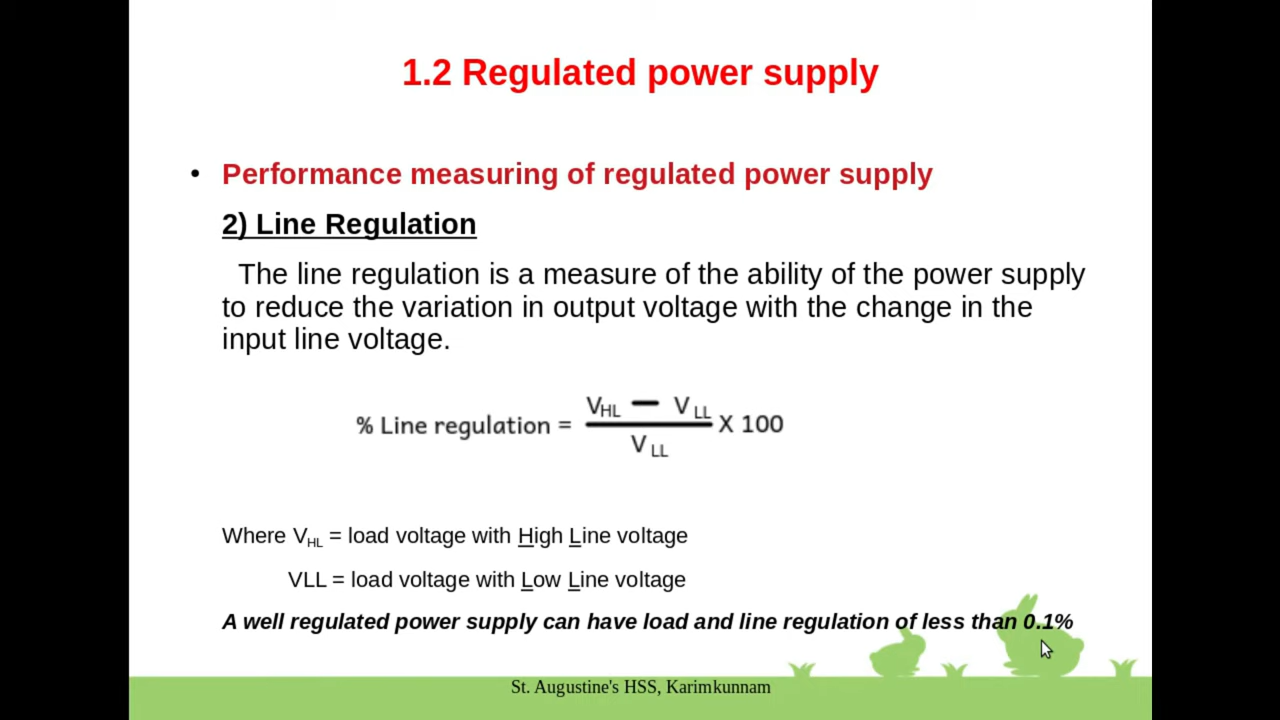 1.2 Regulated power supply
• Performance measuring of regulated power supply
2) Line Regulation
The line regulation is a measure of the ability of the power supply
to reduce the variation in output voltage with the change in the
input line voltage.
% Line regulation = (VHL − VLL) / VLL X 100
Where VHL = load voltage with High Line voltage
VLL = load voltage with Low Line voltage
A well regulated power supply can have load and line regulation of less than 0.1%
St. Augustine's HSS, Karimkunnam